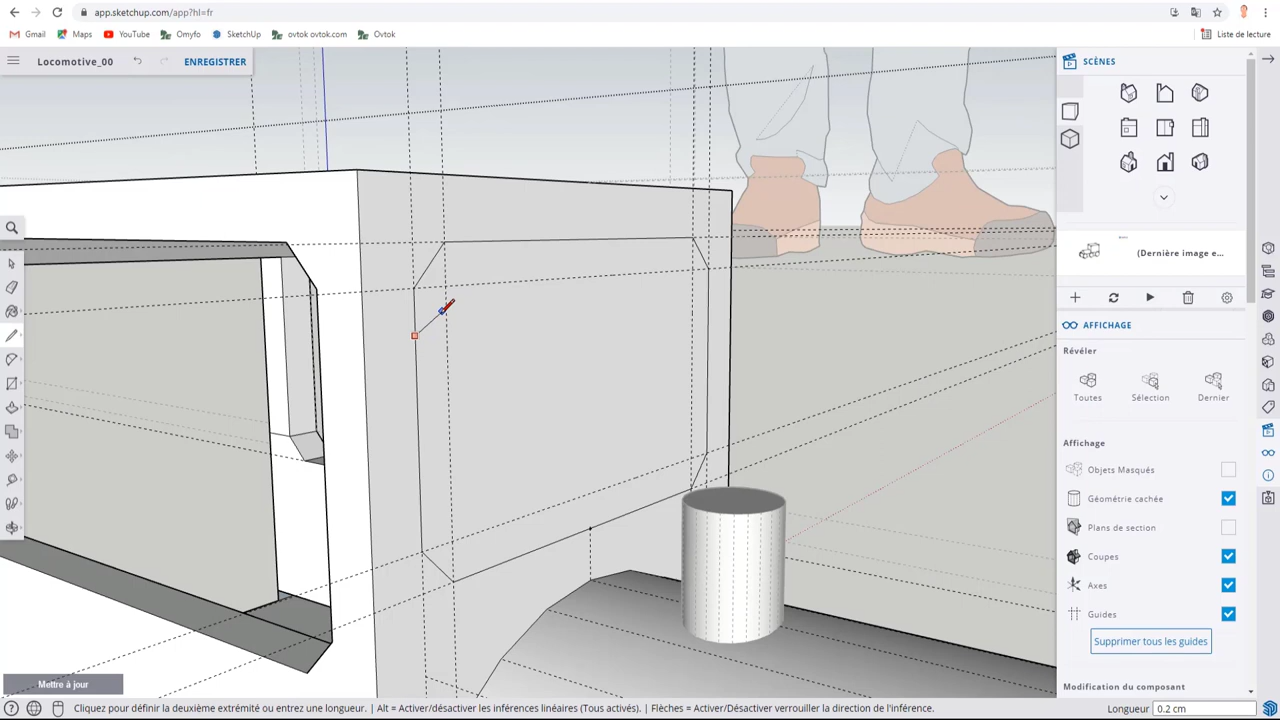 app.sketchup.com/app?hl=fr
Gmail Maps YouTube Omyfo SketchUp ovtok ovtok.com Ovtok Liste de lecture
Locomotive_00 ENREGISTRER
SCÈNES
(Dernière image e...
AFFICHAGE
Révéler
Toutes Sélection Dernier
Affichage
Objets Masqués
Géométrie cachée
Plans de section
Coupes
Axes
Guides
Supprimer tous les guides
Modification du composant
Mettre à jour
Cliquez pour définir la deuxième extrémité ou entrez une longueur. | Alt = Activer/désactiver les inférences linéaires (Tous activés). | Flèches = Activer/Désactiver verrouiller la direction de l'inférence. Longueur 0.2 cm